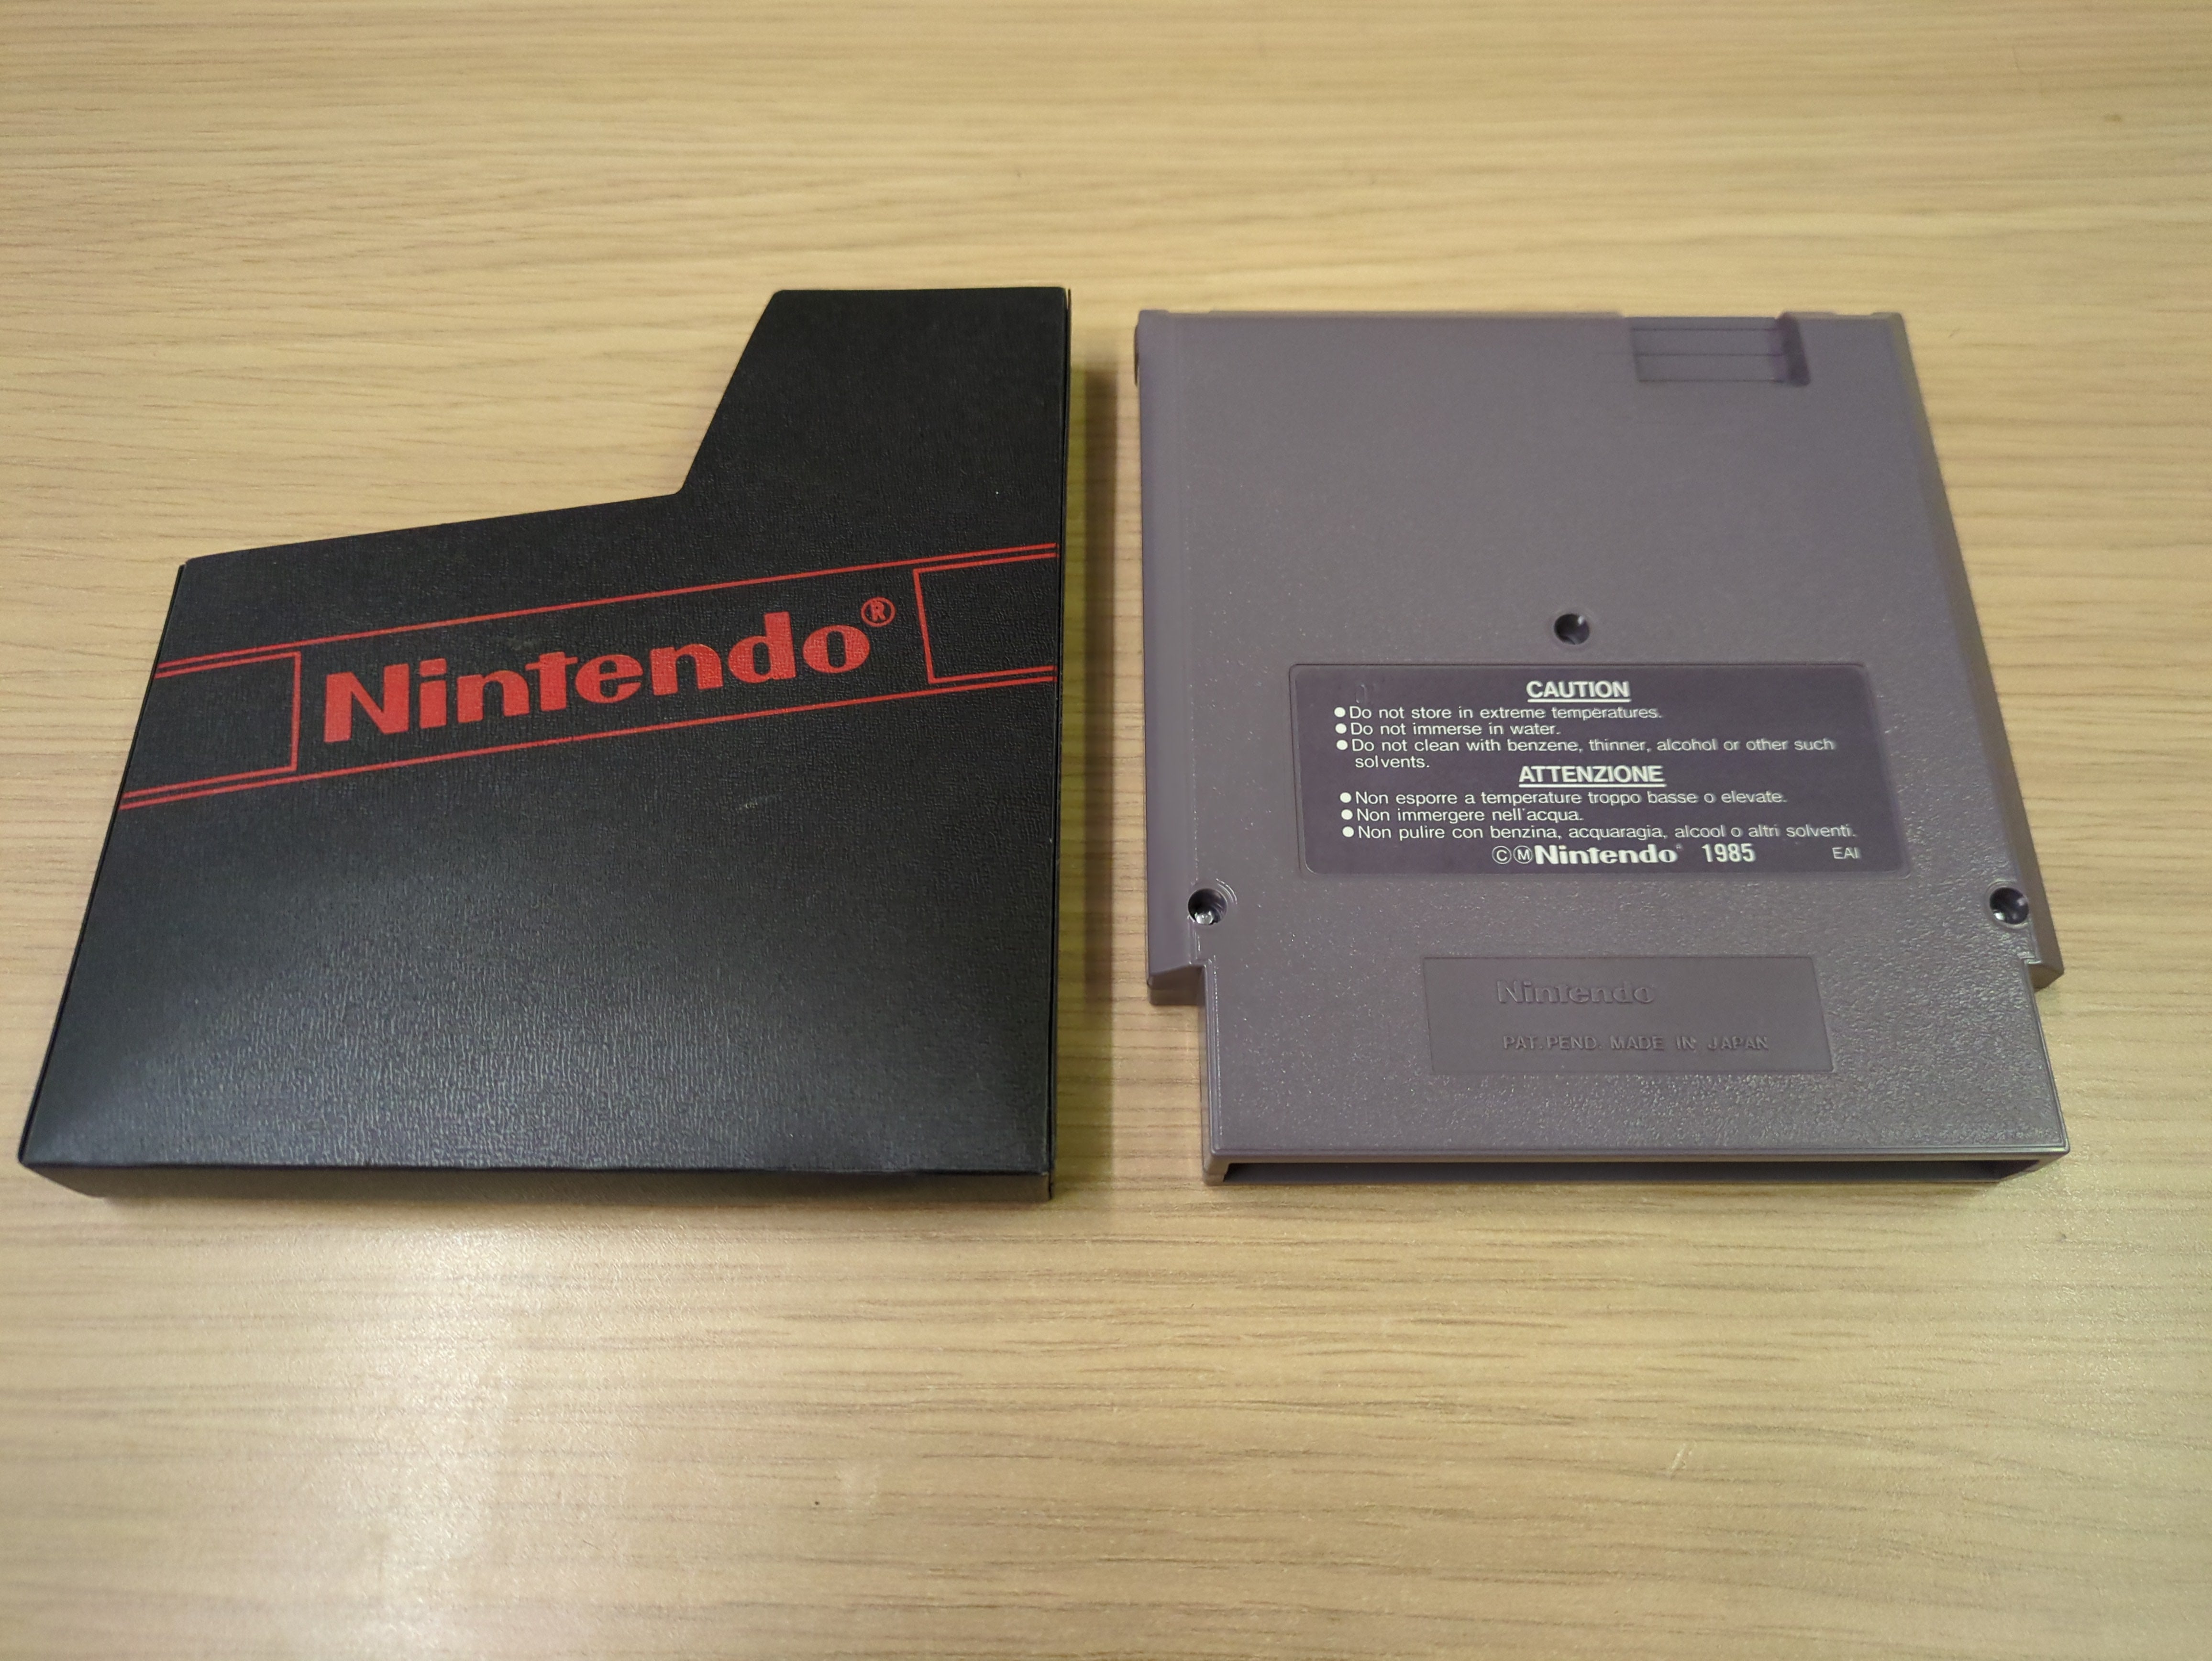 Nintendo®
CAUTION
●Do not store in extreme temperatures.
●Do not immerse in water.
●Do not clean with benzene, thinner, alcohol or other such
solvents.
ATTENZIONE
●Non esporre a temperature troppo basse o elevate.
●Non immergere nell'acqua.
●Non pulire con benzina, acquaragia, alcool o altri solventi.
ⒸⓂNintendo® 1985 EAI
Nintendo
PAT. PEND. MADE IN JAPAN